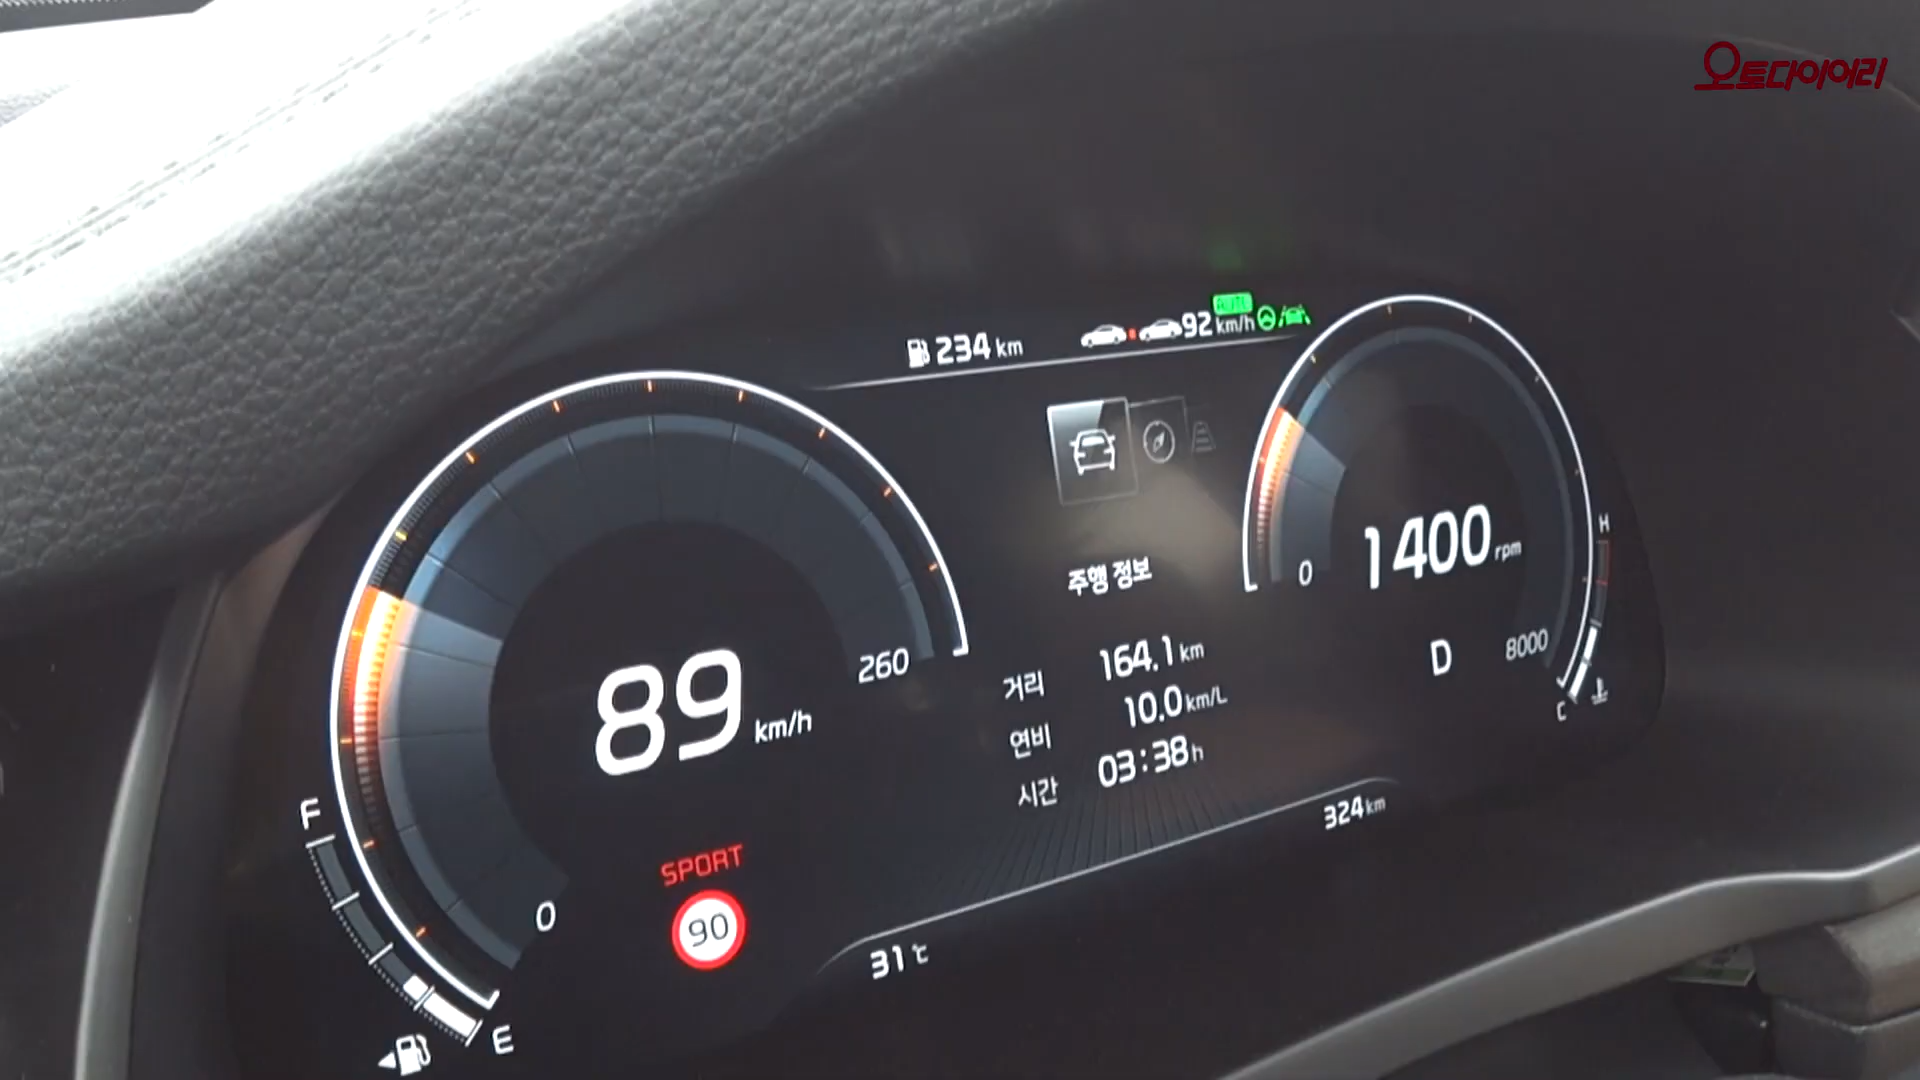 오토다이어리
AUTO
234 km
92 km/h
0
1400 rpm
H
D
8000
C
주행 정보
거리 164.1 km
연비 10.0 km/L
시간 03:38 h
324 km
260
89 km/h
0
F
E
SPORT
90
31 ℃